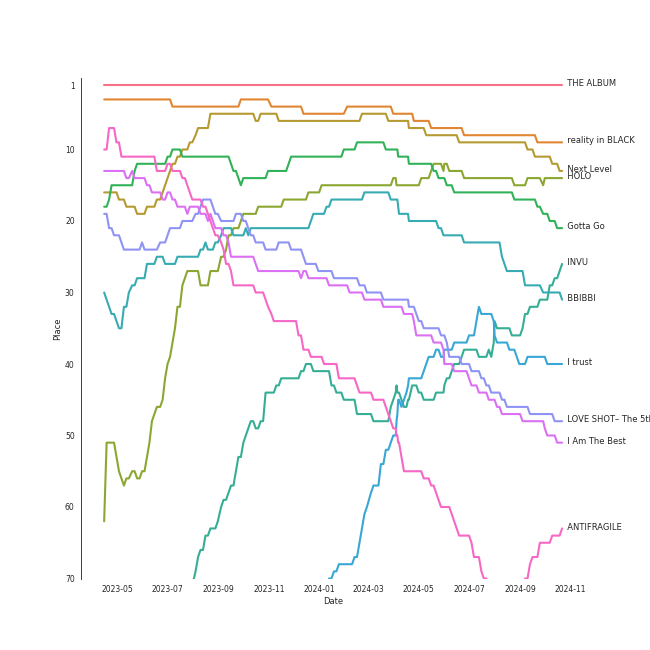 THE ALBUM
reality in BLACK
Next Level
HOLO
Gotta Go
INVU
BBIBBI
I trust
LOVE SHOT– The 5t
I Am The Best
ANTIFRAGILE
1
10
20
30
40
50
60
70
Place
2023-05 2023-07 2023-09 2023-11 2024-01 2024-03 2024-05 2024-07 2024-09 2024-11
Date